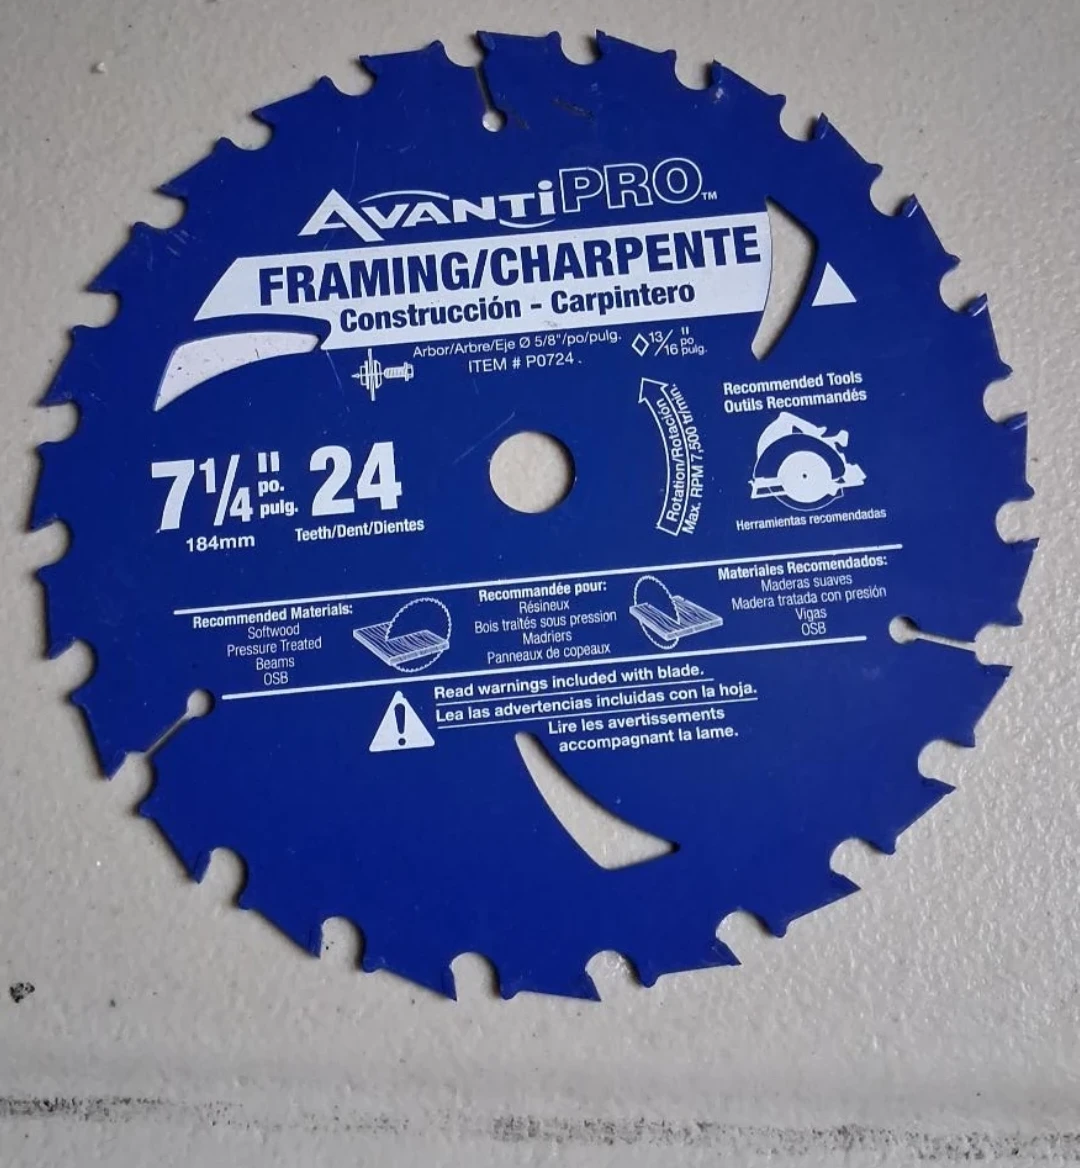 AVANTI PRO™
FRAMING/CHARPENTE
Construcción - Carpintero
Arbor/Arbre/Eje Ø 5/8"/po/pulg.
◇ 13/16 " po pulg.
ITEM # P0724
Rotation/Rotación
Max. RPM 7,500 tr/min.
Recommended Tools
Outils Recommandés
Herramientas recomendadas
7 1/4 " po. pulg.
184mm
24
Teeth/Dent/Dientes
Recommended Materials:
Softwood
Pressure Treated
Beams
OSB
Recommandée pour:
Résineux
Bois traités sous pression
Madriers
Panneaux de copeaux
Materiales Recomendados:
Maderas suaves
Madera tratada con presión
Vigas
OSB
Read warnings included with blade.
Lea las advertencias incluidas con la hoja.
Lire les avertissements
accompagnant la lame.